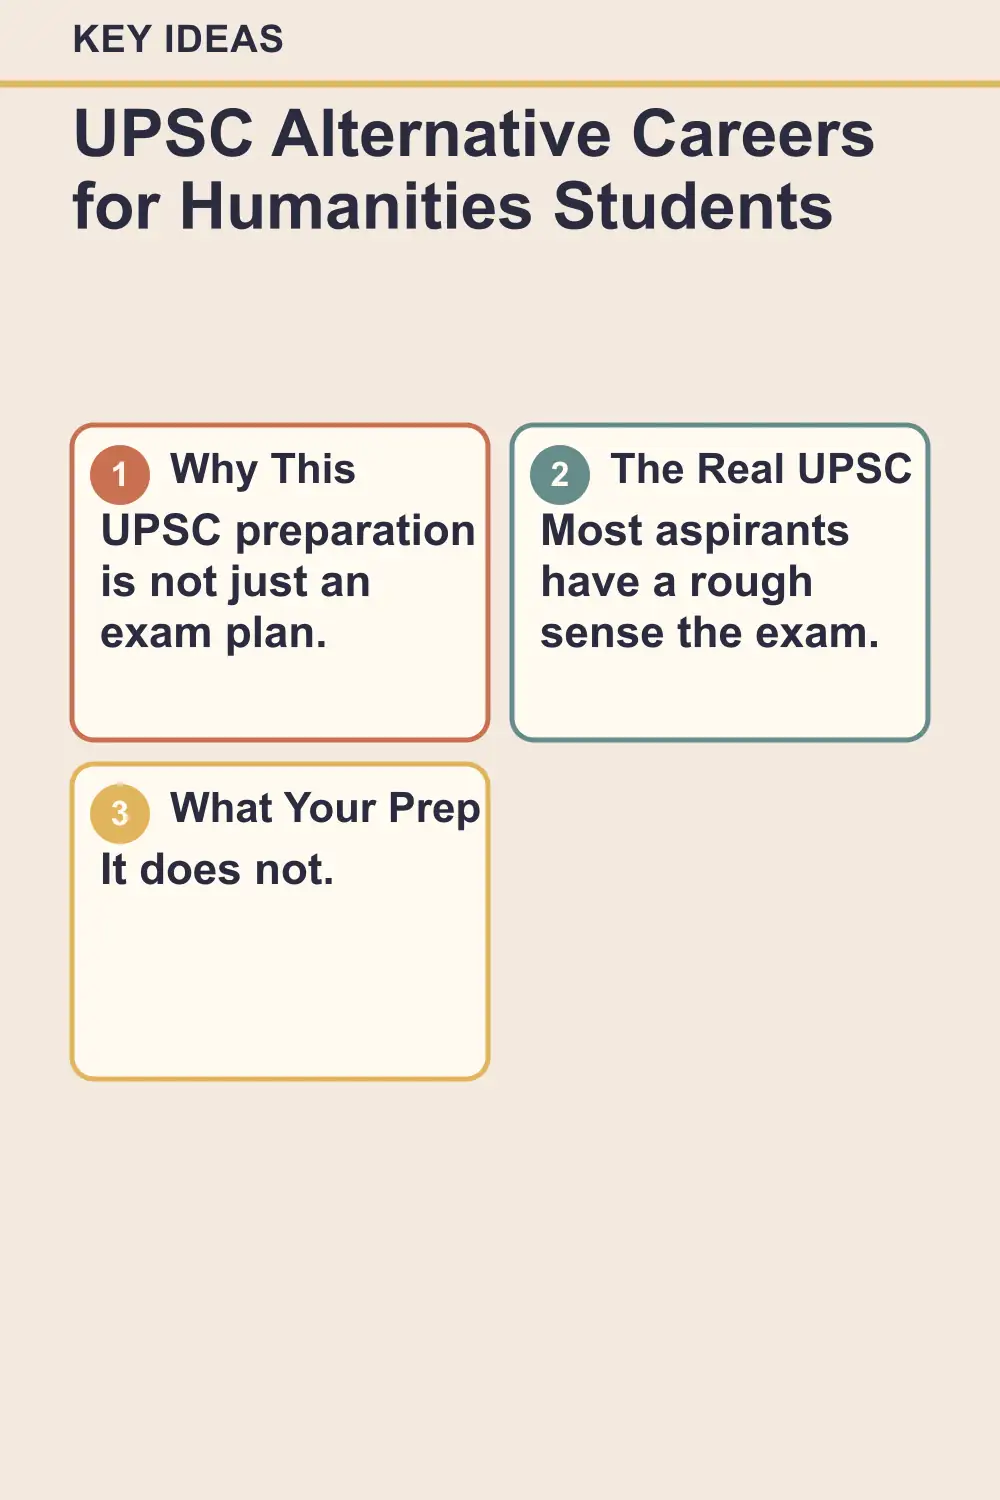 KEY IDEAS
UPSC Alternative Careers
for Humanities Students
1 Why This
UPSC preparation
is not just an
exam plan.
2 The Real UPSC
Most aspirants
have a rough
sense the exam.
3 What Your Prep
It does not.